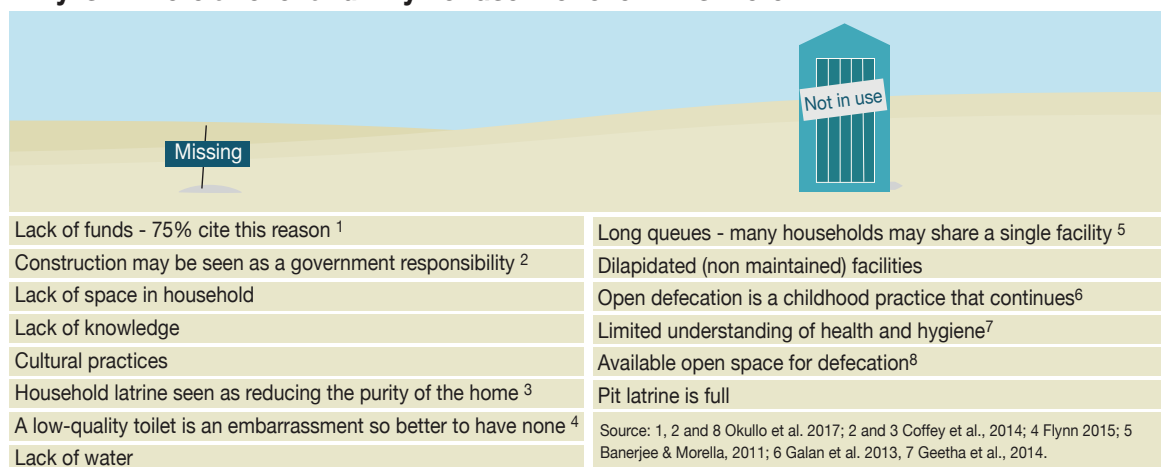 Missing
Not in use
Lack of funds - 75% cite this reason 1
Construction may be seen as a government responsibility 2
Lack of space in household
Lack of knowledge
Cultural practices
Household latrine seen as reducing the purity of the home 3
A low-quality toilet is an embarrassment so better to have none 4
Lack of water
Long queues - many households may share a single facility 5
Dilapidated (non maintained) facilities
Open defecation is a childhood practice that continues6
Limited understanding of health and hygiene7
Available open space for defecation8
Pit latrine is full
Source: 1, 2 and 8 Okullo et al. 2017; 2 and 3 Coffey et al., 2014; 4 Flynn 2015; 5
Banerjee & Morella, 2011; 6 Galan et al. 2013, 7 Geetha et al., 2014.